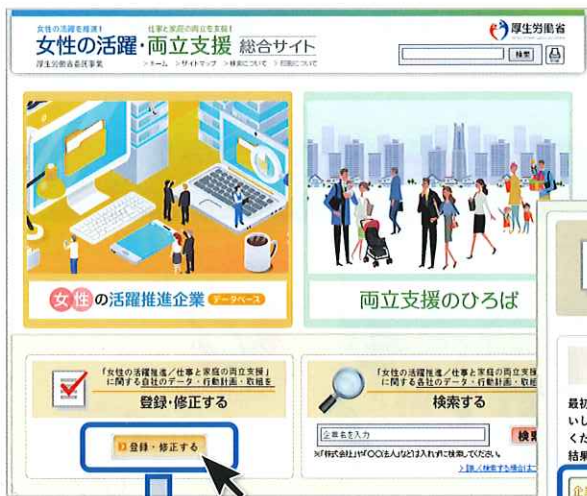 女性の活躍を推進! 仕事と家庭の両立を支援!
女性の活躍・両立支援 総合サイト
厚生労働省委託事業 >ホーム >サイトマップ >検索について >印刷について
厚生労働省
検索
女性の活躍推進企業 データベース
両立支援のひろば
「女性の活躍推進/仕事と家庭の両立支援」
に関する自社のデータ・行動計画・取組を
登録・修正する
登録・修正する
「女性の活躍推進/仕事と家庭の両立支援
に関する各社のデータ・行動計画・取組
検索する
企業名を入力
検索
※「株式会社」や「○○(法人)」などは入れずに検索してください。
最初
いし
くだ
結果